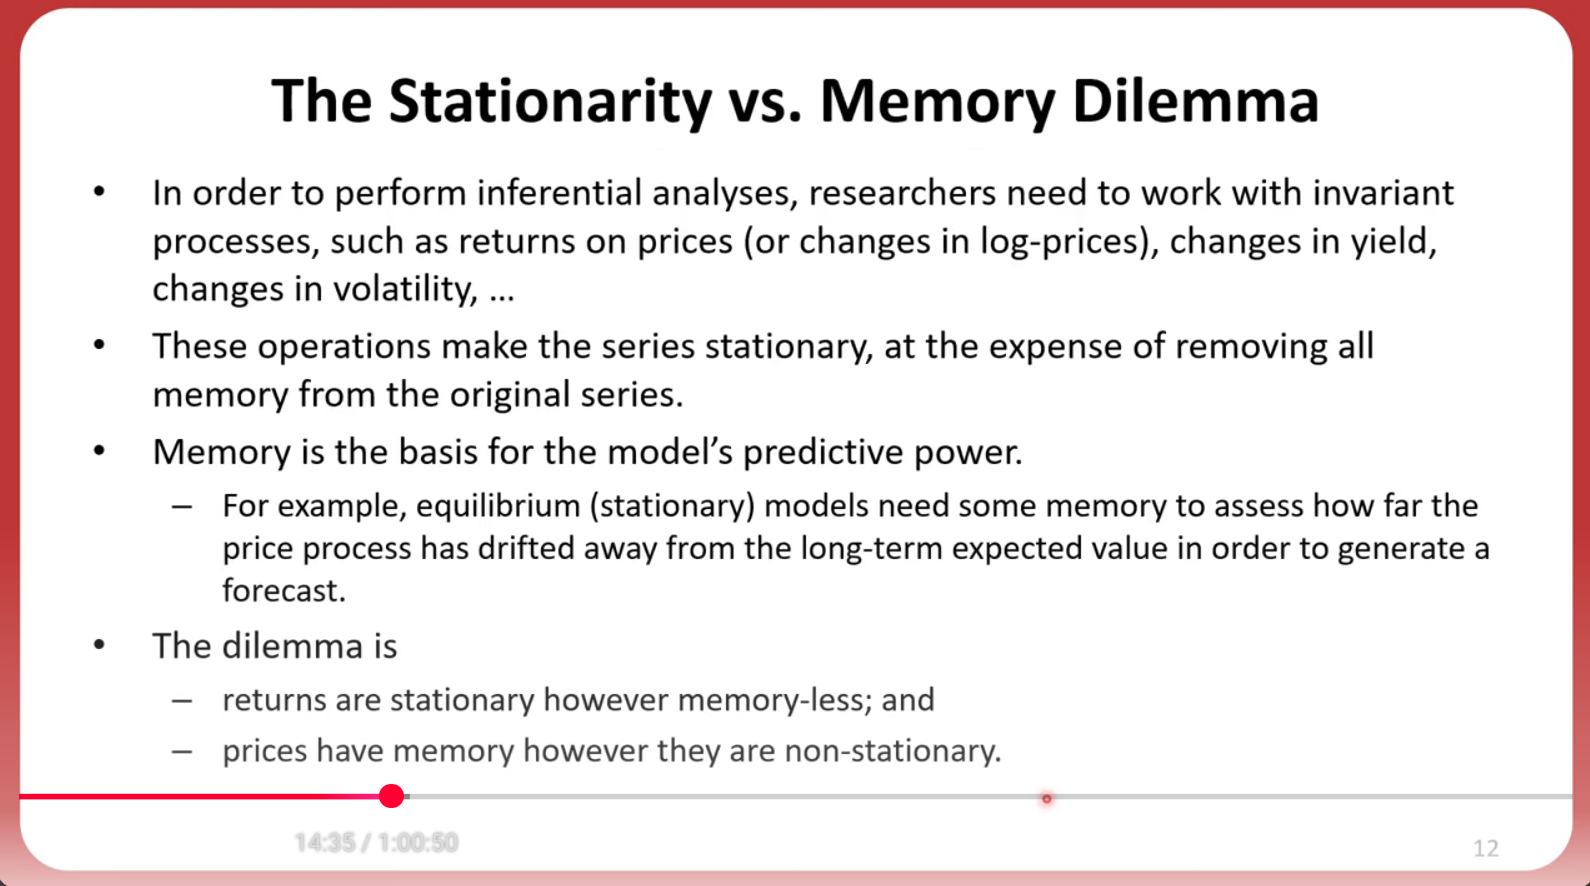 The Stationarity vs. Memory Dilemma
• In order to perform inferential analyses, researchers need to work with invariant
processes, such as returns on prices (or changes in log-prices), changes in yield,
changes in volatility, ...
• These operations make the series stationary, at the expense of removing all
memory from the original series.
• Memory is the basis for the model’s predictive power.
– For example, equilibrium (stationary) models need some memory to assess how far the
price process has drifted away from the long-term expected value in order to generate a
forecast.
• The dilemma is
– returns are stationary however memory-less; and
– prices have memory however they are non-stationary.
14:35 / 1:00:50
12